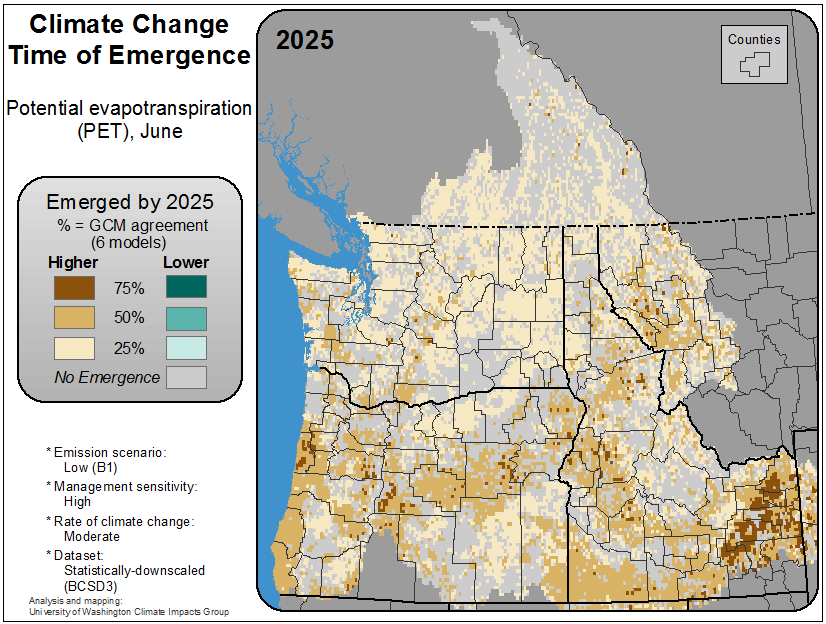 Climate Change
Time of Emergence
Potential evapotranspiration
(PET), June
Emerged by 2025
% = GCM agreement
(6 models)
Higher Lower
75%
50%
25%
No Emergence
* Emission scenario:
Low (B1)
* Management sensitivity:
High
* Rate of climate change:
Moderate
* Dataset:
Statistically-downscaled
(BCSD3)
Analysis and mapping:
University of Washington Climate Impacts Group
2025
Counties